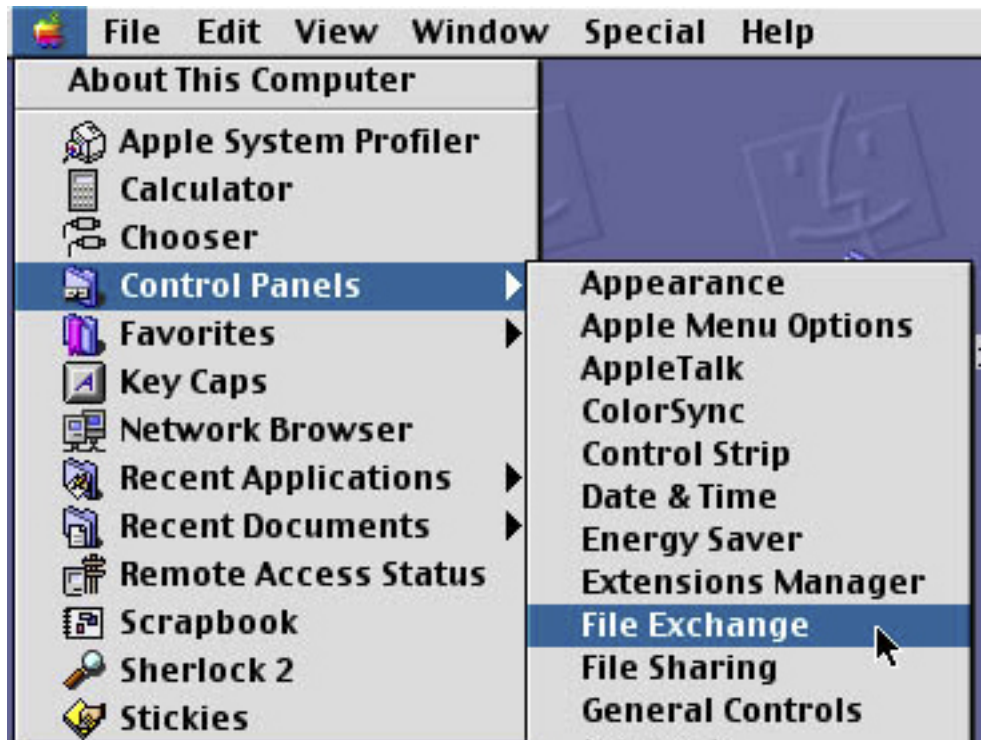 File Edit View Window Special Help
About This Computer
Apple System Profiler
Calculator
Chooser
Control Panels
Favorites
Key Caps
Network Browser
Recent Applications
Recent Documents
Remote Access Status
Scrapbook
Sherlock 2
Stickies
Appearance
Apple Menu Options
AppleTalk
ColorSync
Control Strip
Date & Time
Energy Saver
Extensions Manager
File Exchange
File Sharing
General Controls